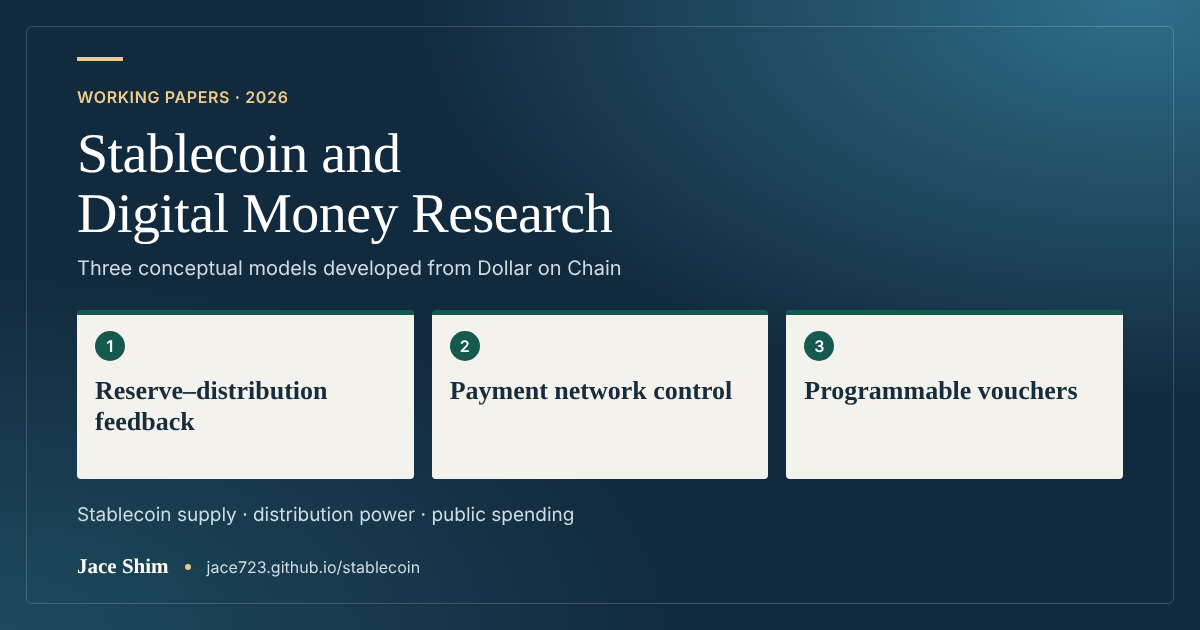 WORKING PAPERS · 2026
Stablecoin and
Digital Money Research
Three conceptual models developed from Dollar on Chain
1
Reserve–distribution
feedback
2
Payment network control
3
Programmable vouchers
Stablecoin supply · distribution power · public spending
Jace Shim • jace723.github.io/stablecoin